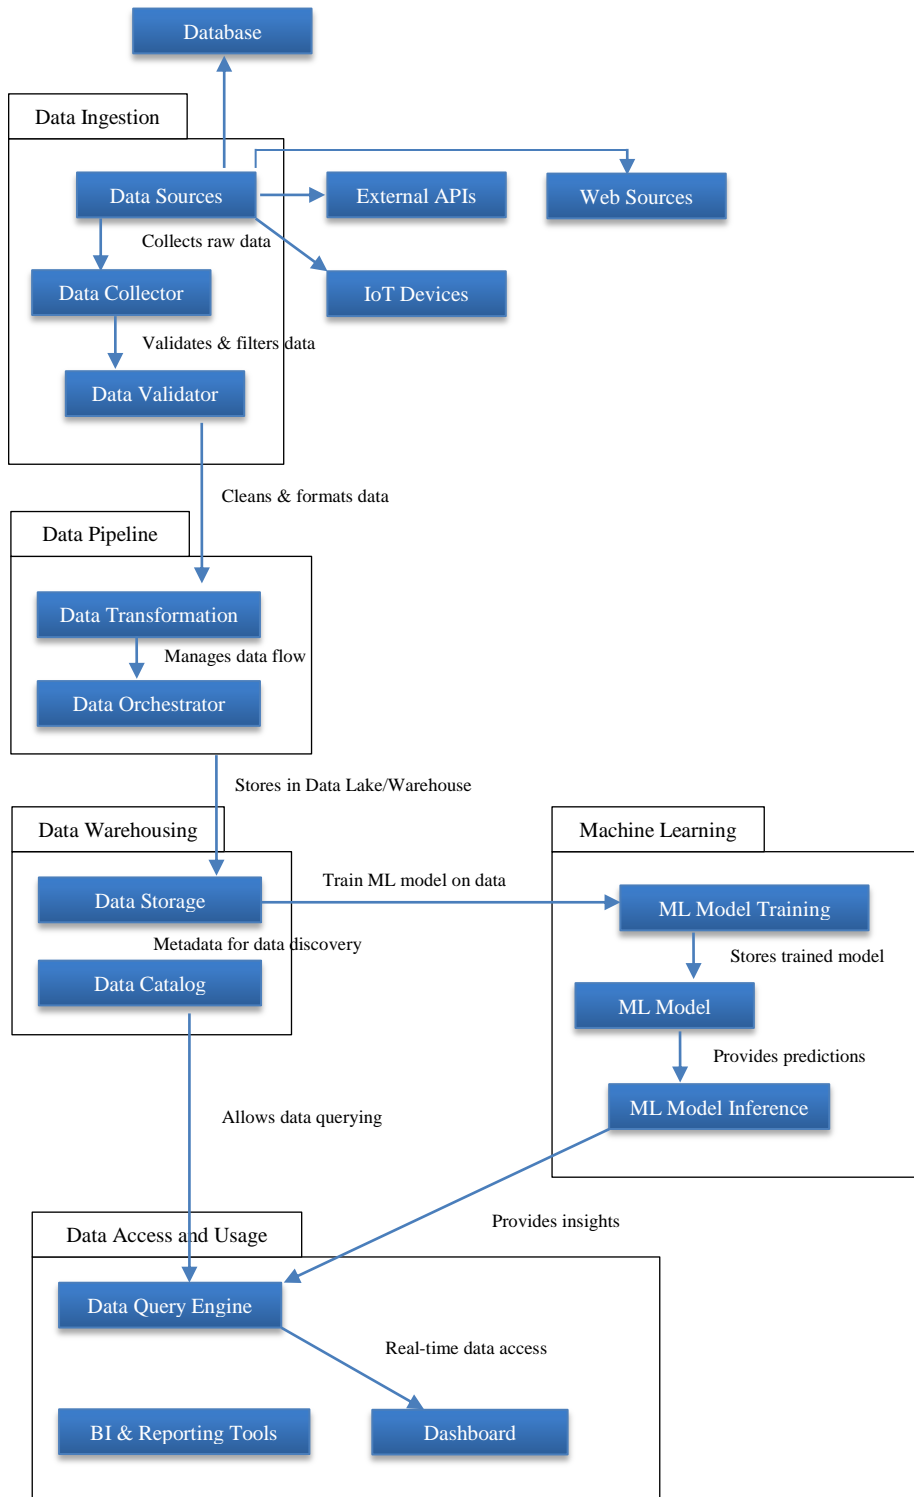 Database
Data Ingestion
Data Sources
External APIs
Web Sources
Collects raw data
Data Collector
IoT Devices
Validates & filters data
Data Validator
Cleans & formats data
Data Pipeline
Data Transformation
Manages data flow
Data Orchestrator
Stores in Data Lake/Warehouse
Data Warehousing
Machine Learning
Data Storage
Train ML model on data
ML Model Training
Metadata for data discovery
Stores trained model
Data Catalog
ML Model
Provides predictions
ML Model Inference
Allows data querying
Provides insights
Data Access and Usage
Data Query Engine
Real-time data access
BI & Reporting Tools
Dashboard